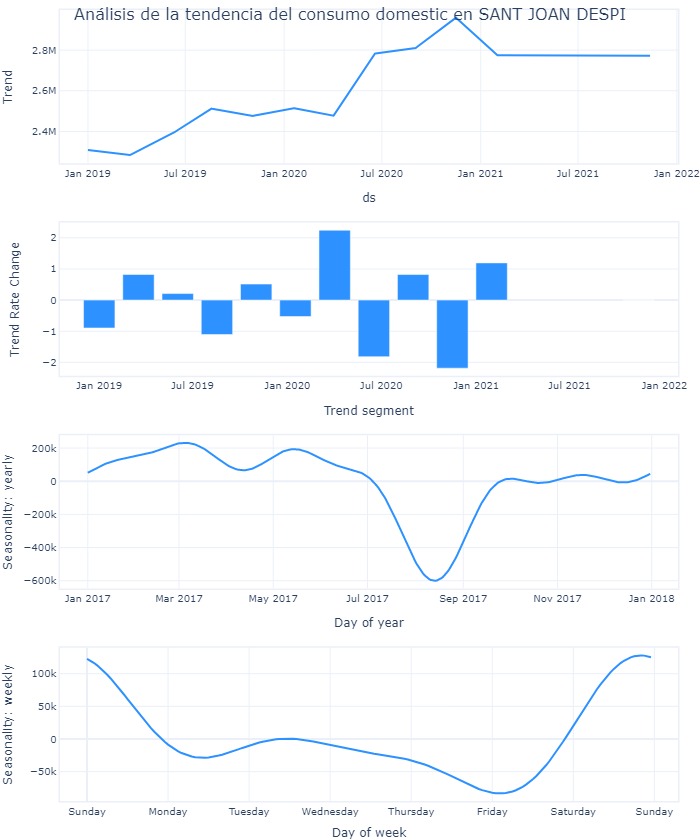 Análisis de la tendencia del consumo domestic en SANT JOAN DESPI
Trend
2.8M
2.6M
2.4M
Jan 2019 Jul 2019 Jan 2020 Jul 2020 Jan 2021 Jul 2021 Jan 2022
ds
Trend Rate Change
2
1
0
−1
−2
Jan 2019 Jul 2019 Jan 2020 Jul 2020 Jan 2021 Jul 2021 Jan 2022
Trend segment
Seasonality: yearly
200k
0
−200k
−400k
−600k
Jan 2017 Mar 2017 May 2017 Jul 2017 Sep 2017 Nov 2017 Jan 2018
Day of year
Seasonality: weekly
100k
50k
0
−50k
Sunday Monday Tuesday Wednesday Thursday Friday Saturday Sunday
Day of week